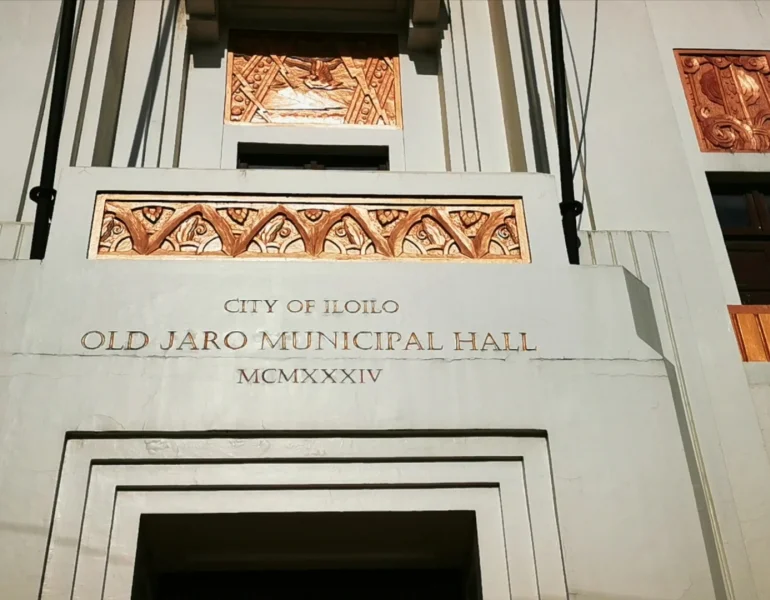 CITY OF ILOILO
OLD JARO MUNICIPAL HALL
MCMXXXIV